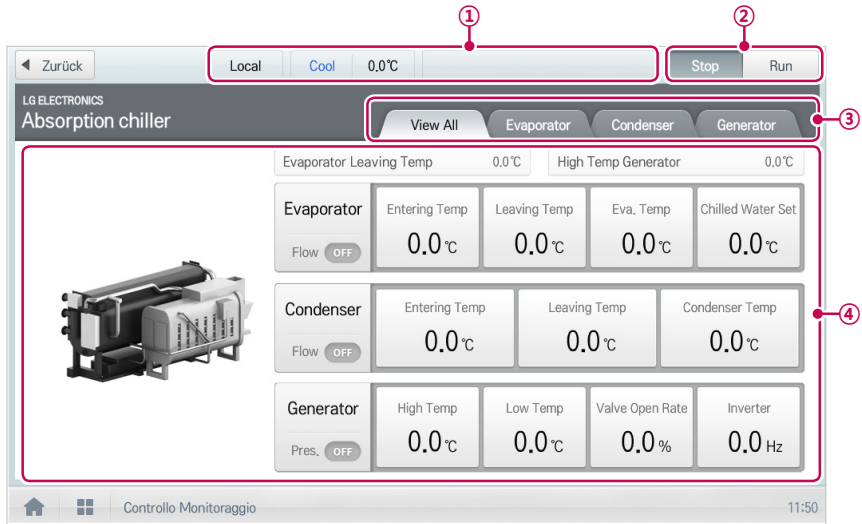 ① ②
Zurück Local Cool 0.0℃ Stop Run
LG ELECTRONICS
Absorption chiller
View All Evaporator Condenser Generator ③
Evaporator Leaving Temp 0.0℃ High Temp Generator 0.0℃
Evaporator Entering Temp Leaving Temp Eva. Temp Chilled Water Set
Flow OFF 0.0 ℃ 0.0 ℃ 0.0 ℃ 0.0 ℃
Condenser Entering Temp Leaving Temp Condenser Temp ④
Flow OFF 0.0 ℃ 0.0 ℃ 0.0 ℃
Generator High Temp Low Temp Valve Open Rate Inverter
Pres. OFF 0.0 ℃ 0.0 ℃ 0.0 % 0.0 Hz
Controllo Monitoraggio 11:50